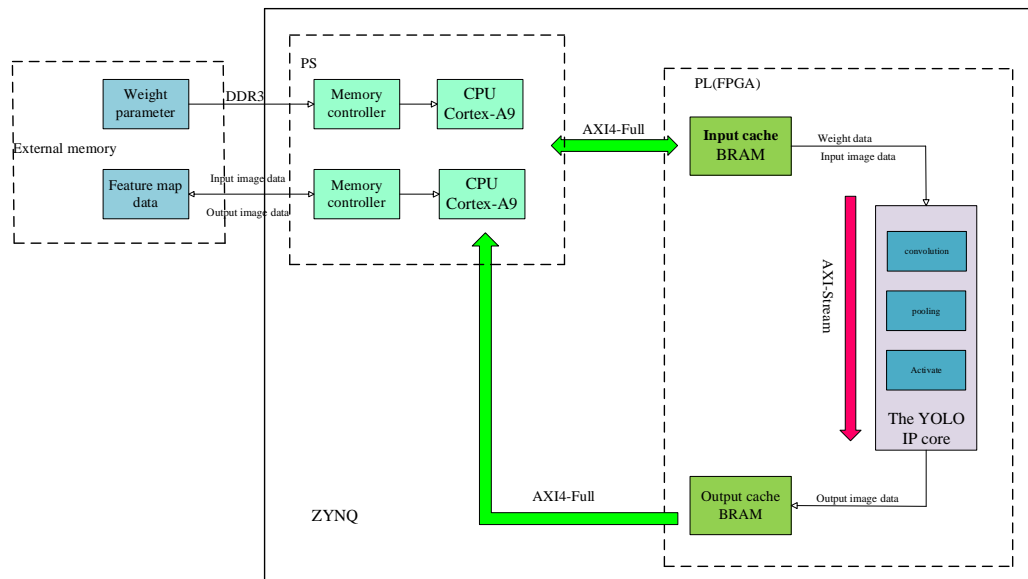 External memory
Weight
parameter
Feature map
data
DDR3
Input image data
Output image data
PS
Memory
controller
CPU
Cortex-A9
Memory
controller
CPU
Cortex-A9
AXI4-Full
PL(FPGA)
Input cache
BRAM
Weight data
Input image data
AXI-Stream
convolution
pooling
Activate
The YOLO
IP core
Output cache
BRAM
Output image data
AXI4-Full
ZYNQ